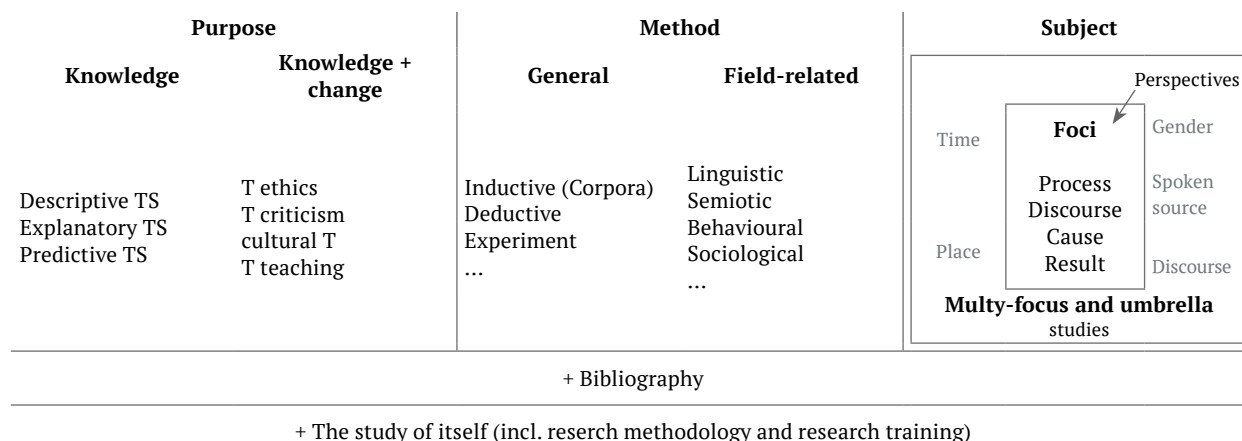 Purpose
Knowledge
Knowledge +
change
Descriptive TS
Explanatory TS
Predictive TS
T ethics
T criticism
cultural T
T teaching
Method
General
Field-related
Inductive (Corpora)
Deductive
Experiment
...
Linguistic
Semiotic
Behavioural
Sociological
...
Subject
Perspectives
Foci
Time
Place
Process
Discourse
Cause
Result
Gender
Spoken
source
Discourse
Multy-focus and umbrella
studies
+ Bibliography
+ The study of itself (incl. reserch methodology and research training)